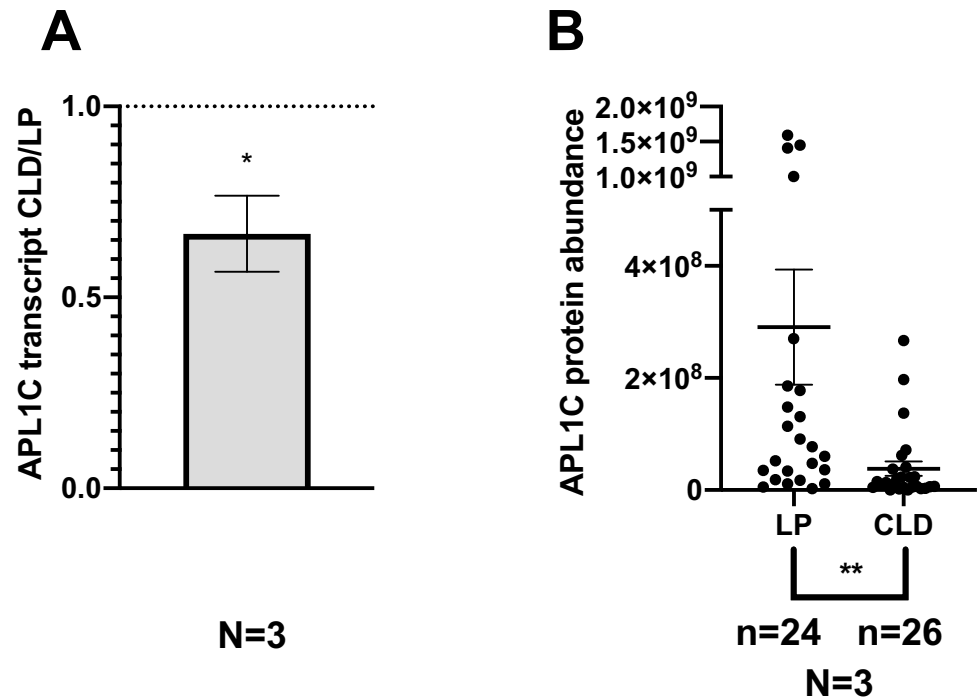 A
APL1C transcript CLD/LP
1.0
0.5
0.0
*
N=3
B
APL1C protein abundance
2.0×10⁹
1.5×10⁹
1.0×10⁹
4×10⁸
2×10⁸
0
LP CLD
**
n=24 n=26
N=3